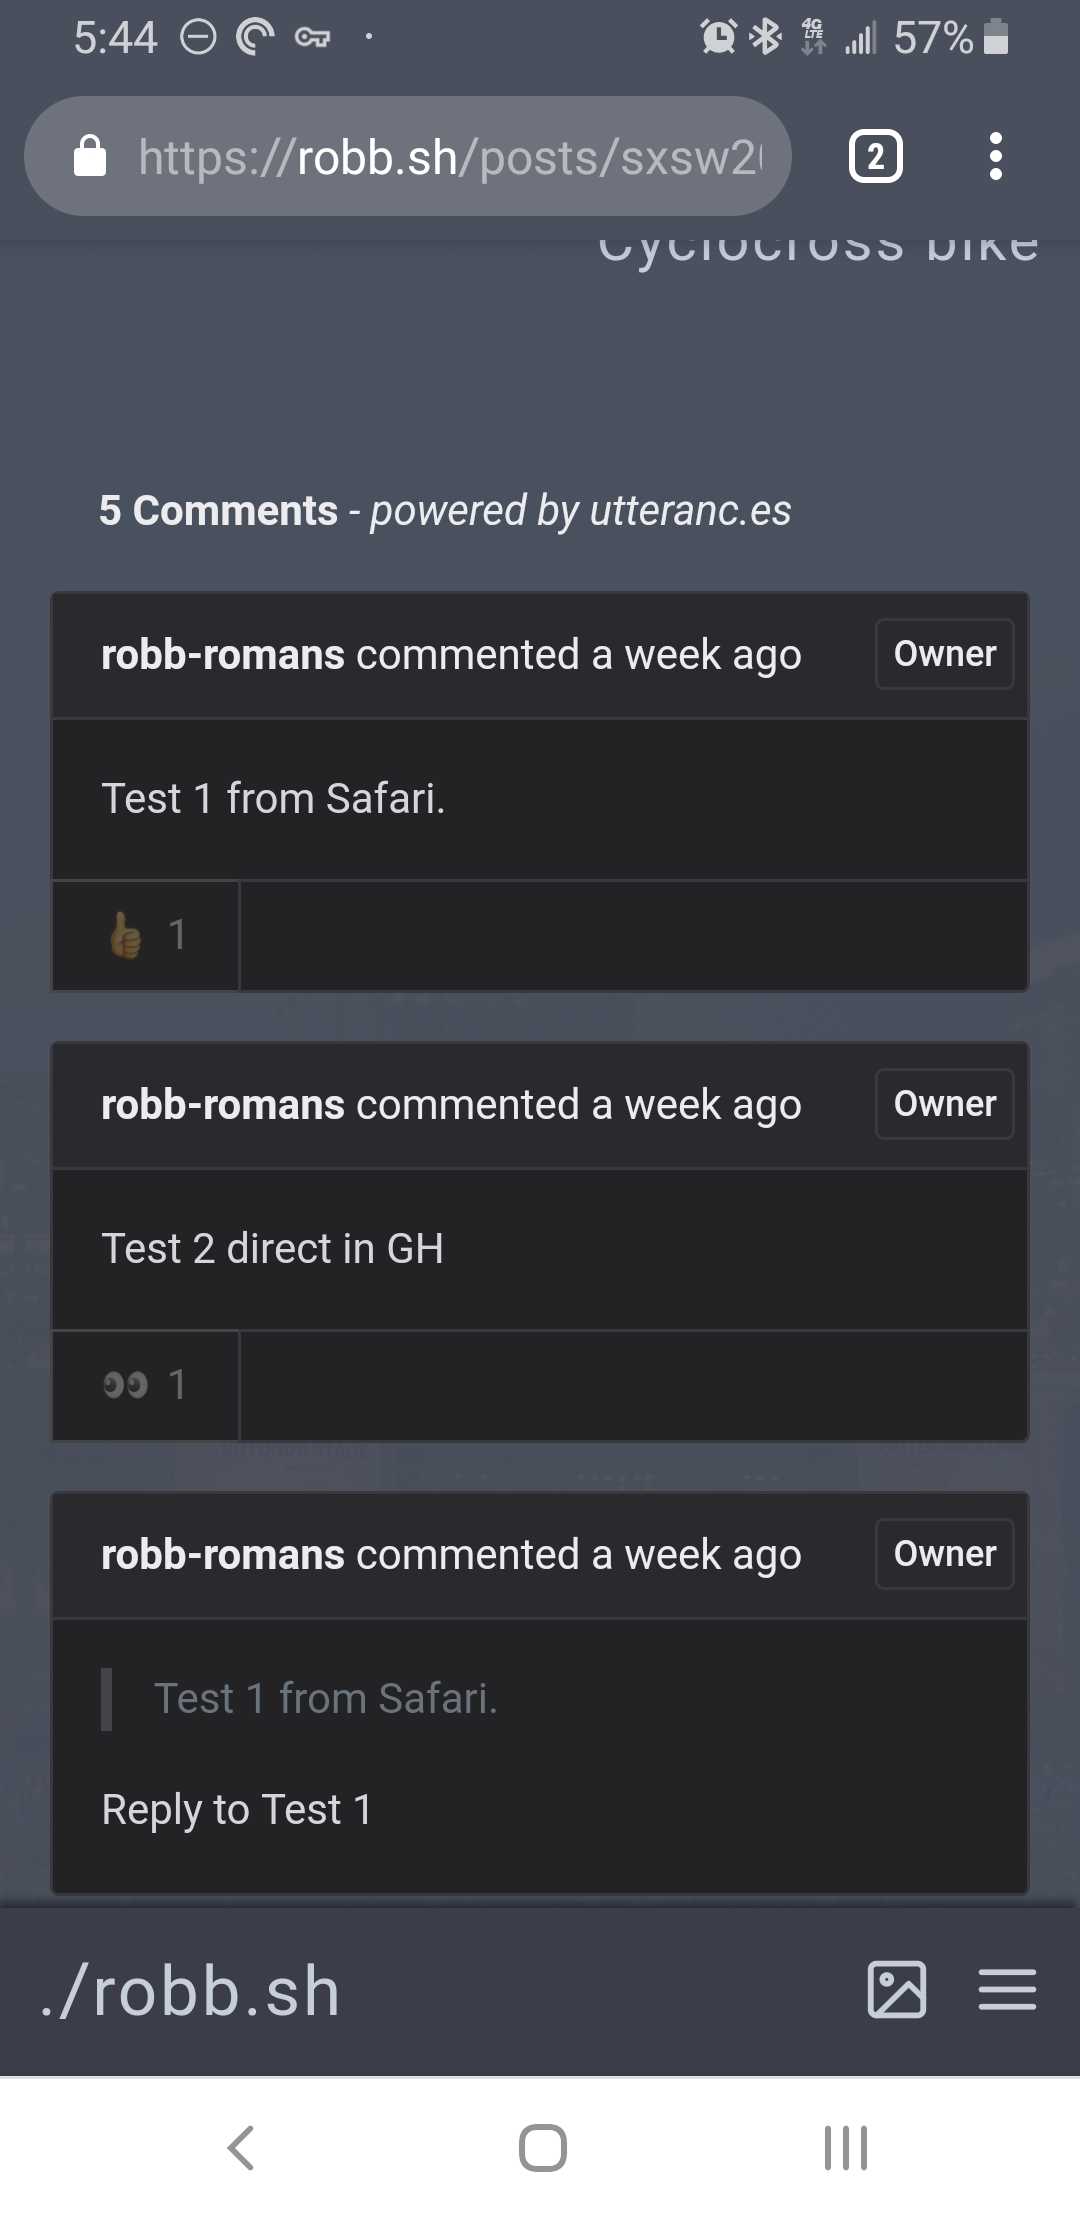 5:44
4G
LTE
57%
https://robb.sh/posts/sxsw2
2
Cyclocross bike
5 Comments - powered by utteranc.es
robb-romans commented a week ago
Owner
Test 1 from Safari.
1
robb-romans commented a week ago
Owner
Test 2 direct in GH
1
robb-romans commented a week ago
Owner
Test 1 from Safari.
Reply to Test 1
./robb.sh